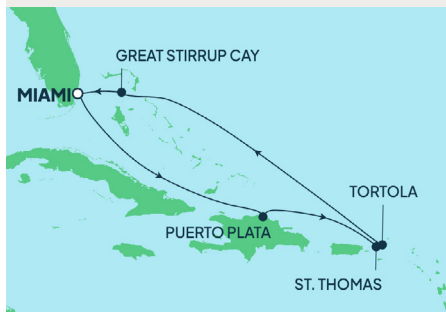 GREAT STIRRUP CAY
MIAMI
TORTOLA
PUERTO PLATA
ST. THOMAS